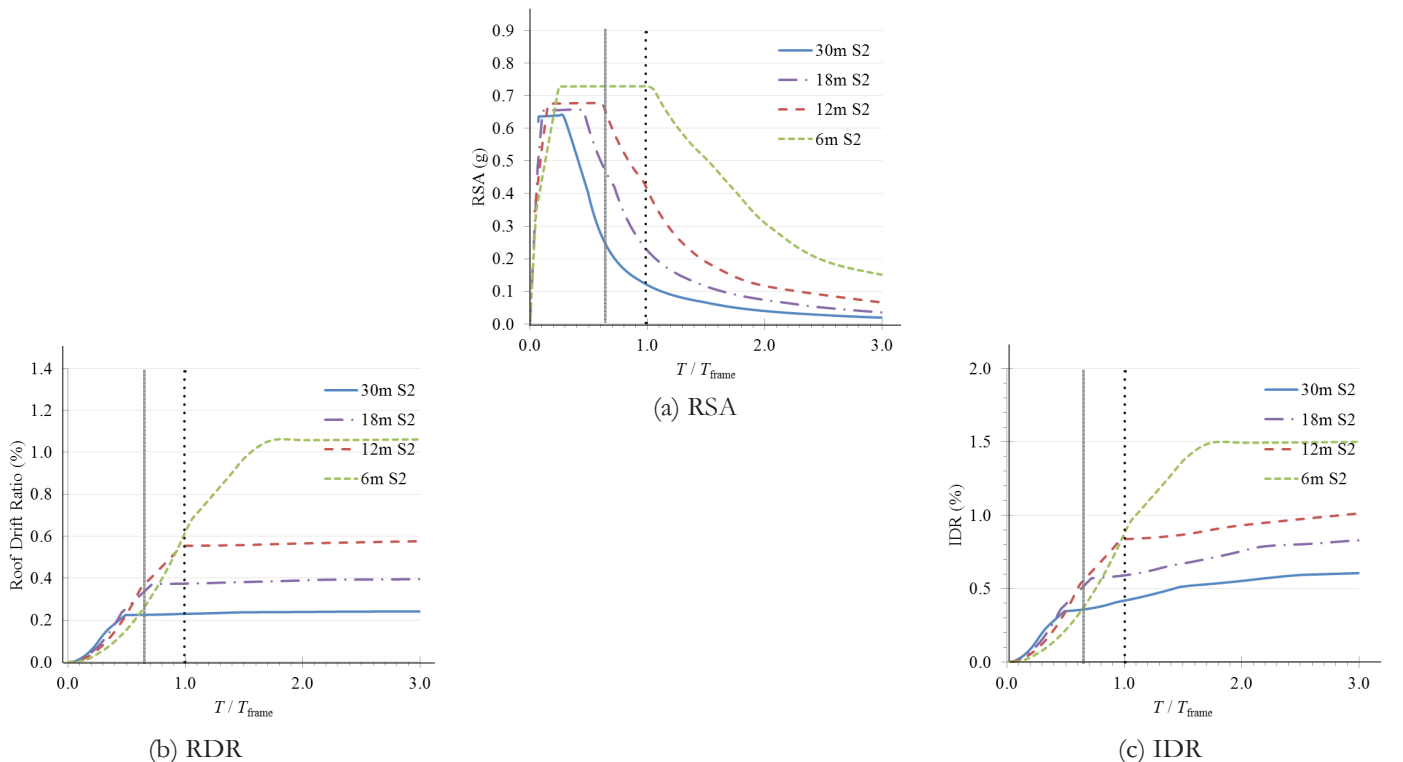 0.9
0.8
0.7
0.6
0.5
0.4
0.3
0.2
0.1
0.0
RSA (g)
30m S2
18m S2
12m S2
6m S2
0.0 1.0 2.0 3.0
T / Tframe
(a) RSA
1.4
1.2
1.0
0.8
0.6
0.4
0.2
0.0
Roof Drift Ratio (%)
30m S2
18m S2
12m S2
6m S2
0.0 1.0 2.0 3.0
T / Tframe
(b) RDR
2.0
1.5
1.0
0.5
0.0
IDR (%)
30m S2
18m S2
12m S2
6m S2
0.0 1.0 2.0 3.0
T / Tframe
(c) IDR